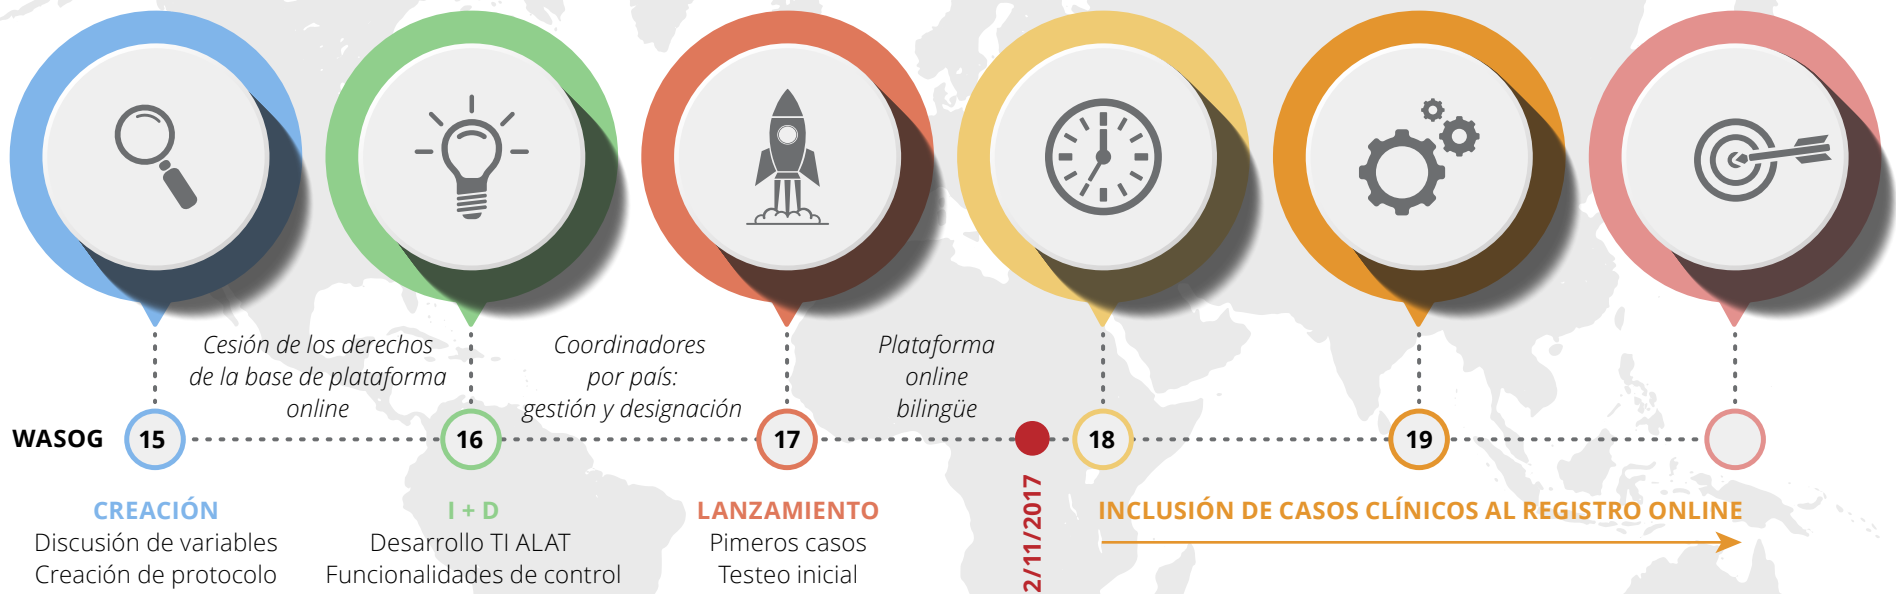 Cesión de los derechos
de la base de plataforma
online
Coordinadores
por país:
gestión y designación
Plataforma
online
bilingüe
WASOG
15
16
17
18
19
2/11/2017
CREACIÓN
Discusión de variables
Creación de protocolo
I + D
Desarrollo TI ALAT
Funcionalidades de control
LANZAMIENTO
Pimeros casos
Testeo inicial
INCLUSIÓN DE CASOS CLÍNICOS AL REGISTRO ONLINE